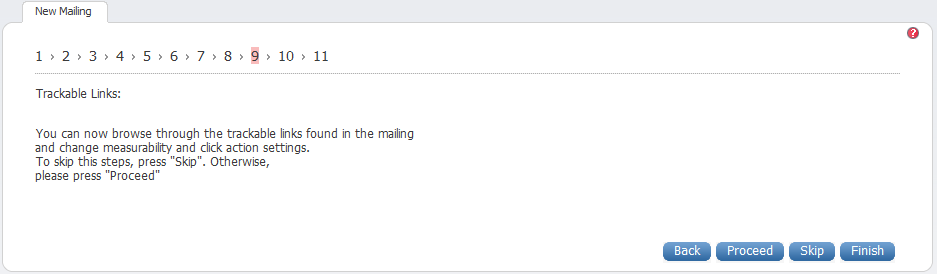 New Mailing
?
1 › 2 › 3 › 4 › 5 › 6 › 7 › 8 › 9 › 10 › 11
Trackable Links:
You can now browse through the trackable links found in the mailing
and change measurability and click action settings.
To skip this steps, press "Skip". Otherwise,
please press "Proceed"
Back Proceed Skip Finish